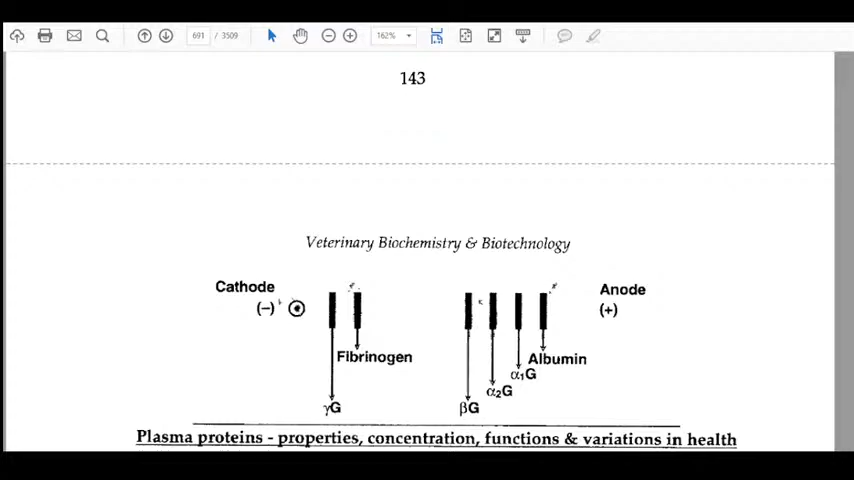 691 / 3509
162%
143
Veterinary Biochemistry & Biotechnology
Cathode
Anode
(–)
(+)
Fibrinogen
Albumin
α₁G
α₂G
γG
βG
Plasma proteins - properties, concentration, functions & variations in health